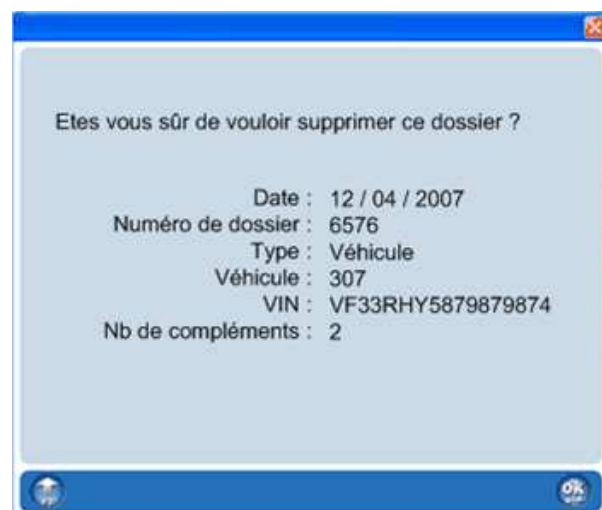 Etes vous sûr de vouloir supprimer ce dossier ?
Date : 12 / 04 / 2007
Numéro de dossier : 6576
Type : Véhicule
Véhicule : 307
VIN : VF33RHY5879879874
Nb de compléments : 2
OK